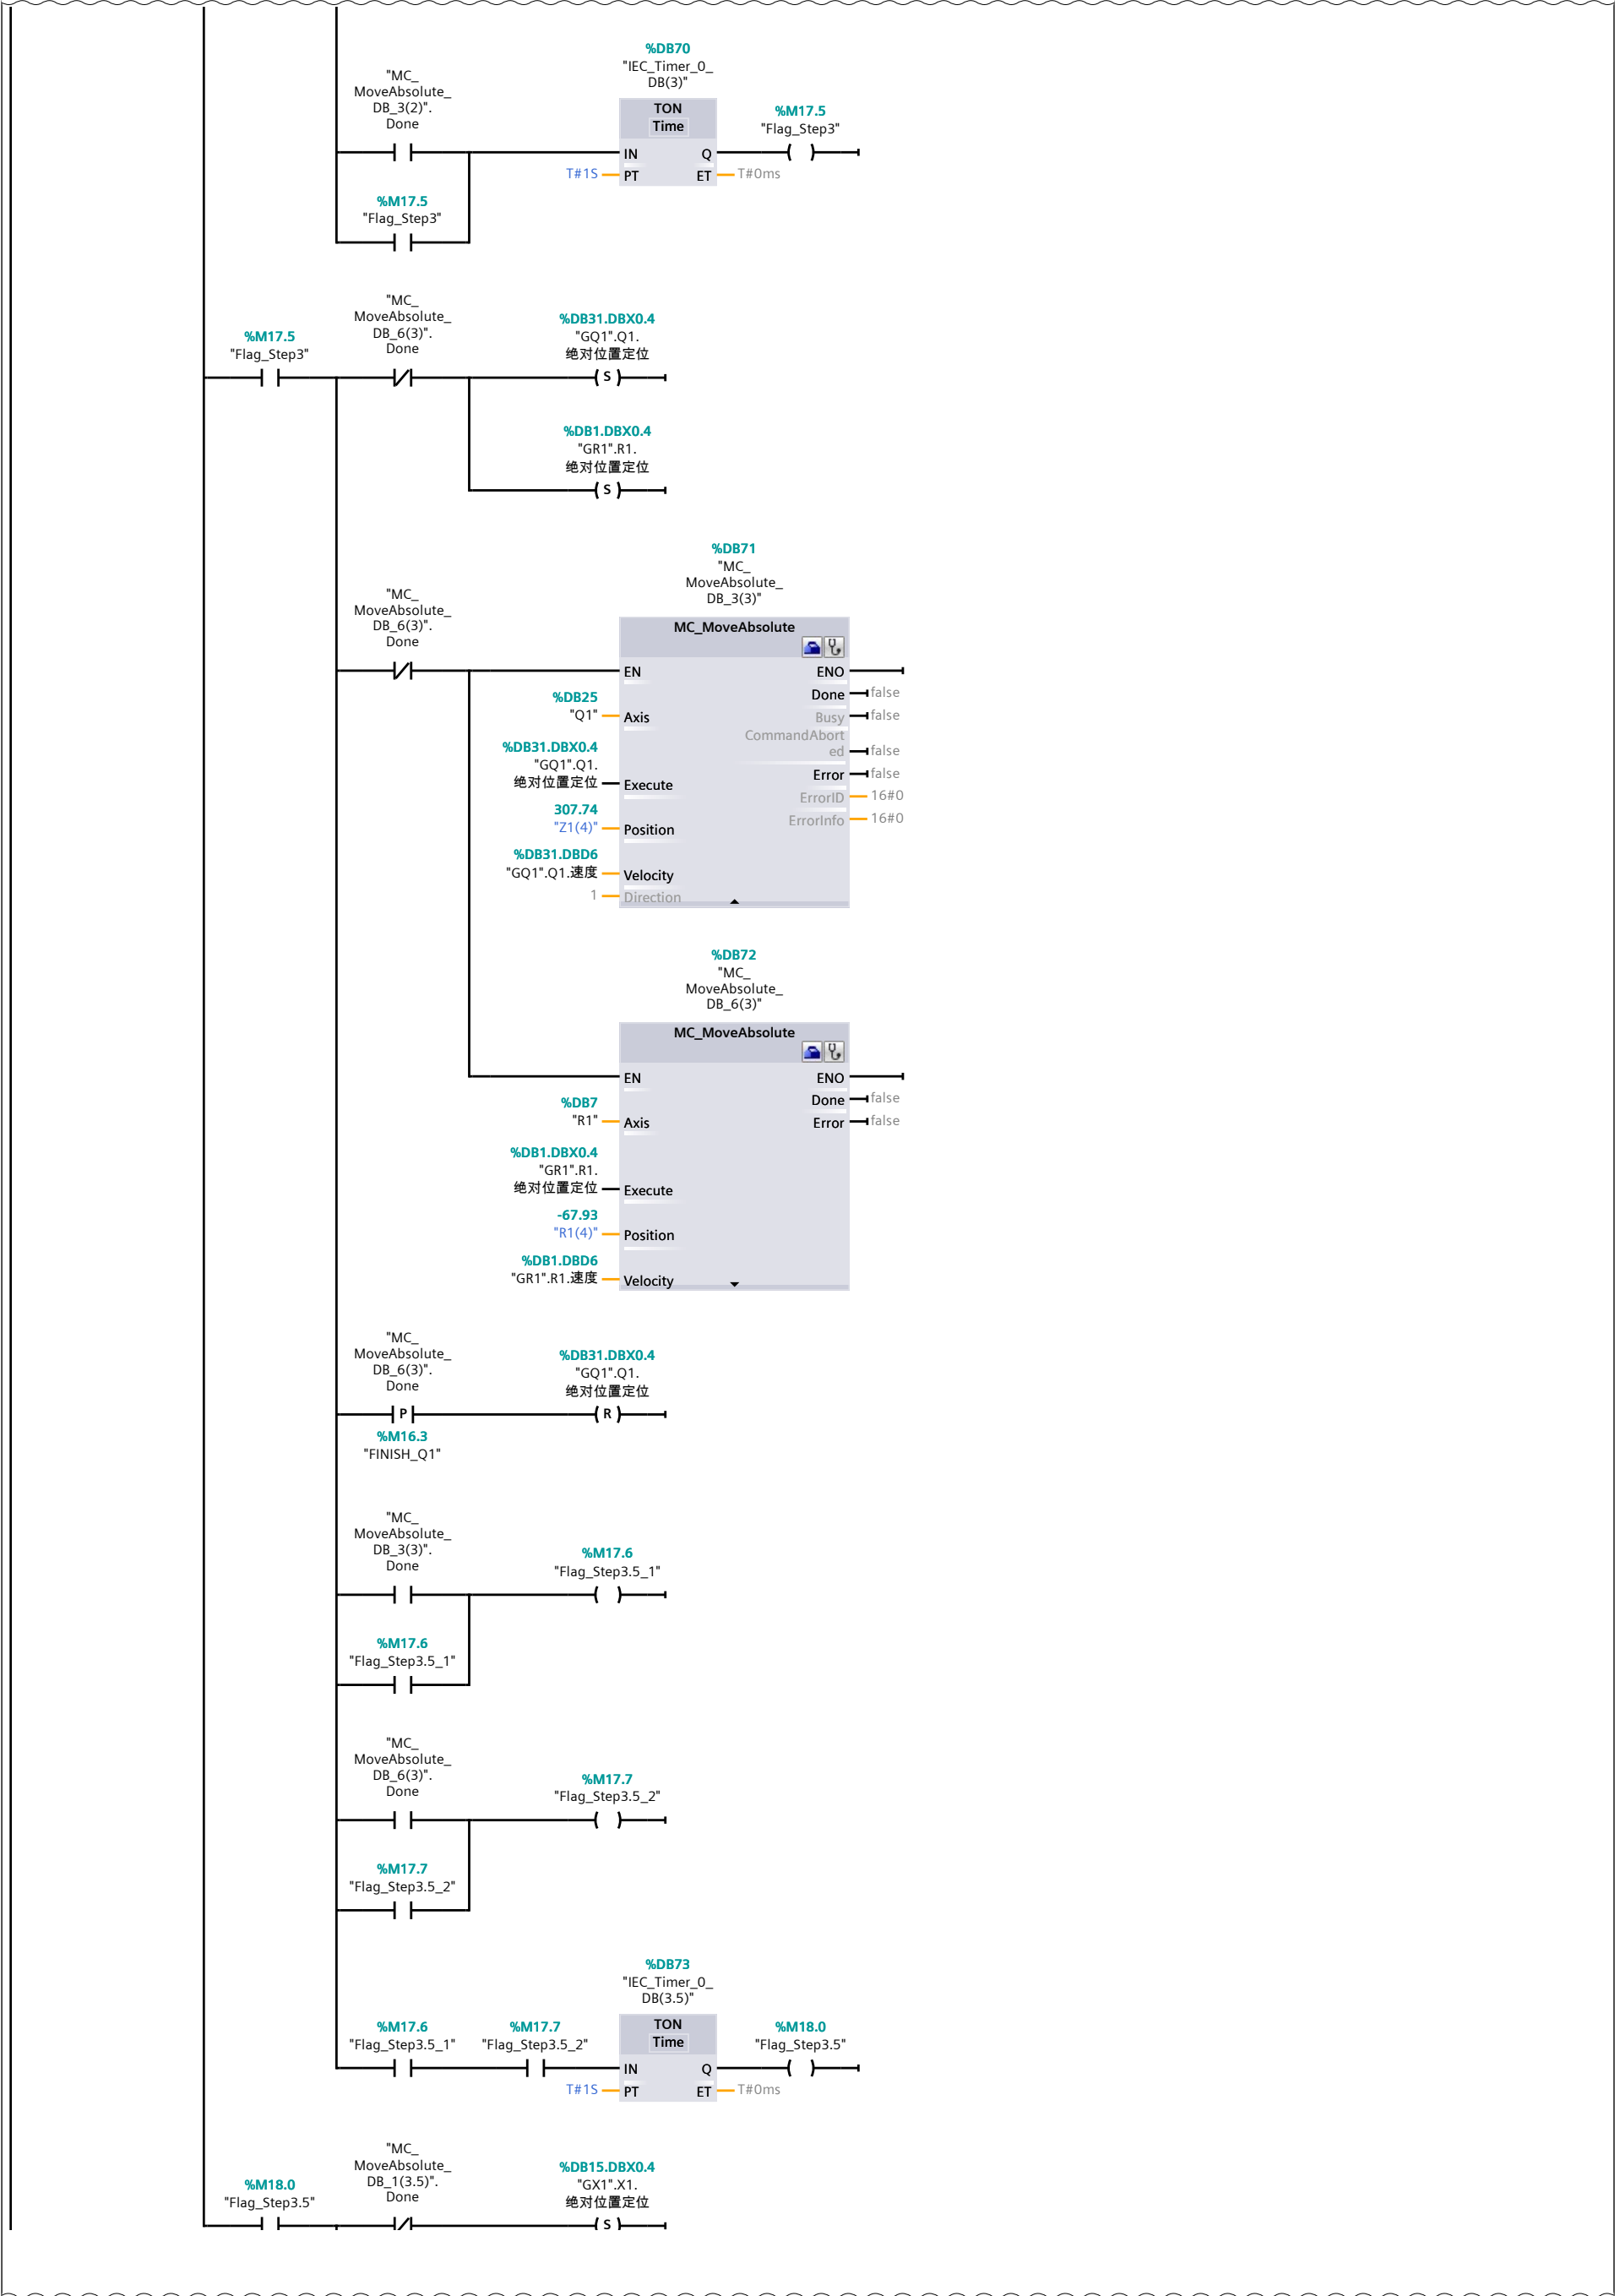 %DB70
"IEC_Timer_0_
DB(3)"
"MC_
MoveAbsolute_
DB_3(2)".
Done
TON
Time
%M17.5
"Flag_Step3"
IN
Q
T#1S
PT
ET
T#0ms
%M17.5
"Flag_Step3"
%M17.5
"Flag_Step3"
"MC_
MoveAbsolute_
DB_6(3)".
Done
%DB31.DBX0.4
"GQ1".Q1.
绝对位置定位
S
%DB1.DBX0.4
"GR1".R1.
绝对位置定位
S
"MC_
MoveAbsolute_
DB_6(3)".
Done
%DB71
"MC_
MoveAbsolute_
DB_3(3)"
MC_MoveAbsolute
EN
ENO
Done
false
%DB25
"Q1"
Axis
Busy
false
CommandAbort
ed
false
%DB31.DBX0.4
"GQ1".Q1.
绝对位置定位
Execute
Error
false
ErrorID
16#0
307.74
"Z1(4)"
Position
ErrorInfo
16#0
%DB31.DBD6
"GQ1".Q1.速度
Velocity
1
Direction
%DB72
"MC_
MoveAbsolute_
DB_6(3)"
MC_MoveAbsolute
EN
ENO
Done
false
%DB7
"R1"
Axis
Error
false
%DB1.DBX0.4
"GR1".R1.
绝对位置定位
Execute
-67.93
"R1(4)"
Position
%DB1.DBD6
"GR1".R1.速度
Velocity
"MC_
MoveAbsolute_
DB_6(3)".
Done
P
%M16.3
"FINISH_Q1"
%DB31.DBX0.4
"GQ1".Q1.
绝对位置定位
R
"MC_
MoveAbsolute_
DB_3(3)".
Done
%M17.6
"Flag_Step3.5_1"
%M17.6
"Flag_Step3.5_1"
"MC_
MoveAbsolute_
DB_6(3)".
Done
%M17.7
"Flag_Step3.5_2"
%M17.7
"Flag_Step3.5_2"
%M17.6
"Flag_Step3.5_1"
%M17.7
"Flag_Step3.5_2"
%DB73
"IEC_Timer_0_
DB(3.5)"
TON
Time
%M18.0
"Flag_Step3.5"
IN
Q
T#1S
PT
ET
T#0ms
%M18.0
"Flag_Step3.5"
"MC_
MoveAbsolute_
DB_1(3.5)".
Done
%DB15.DBX0.4
"GX1".X1.
绝对位置定位
S